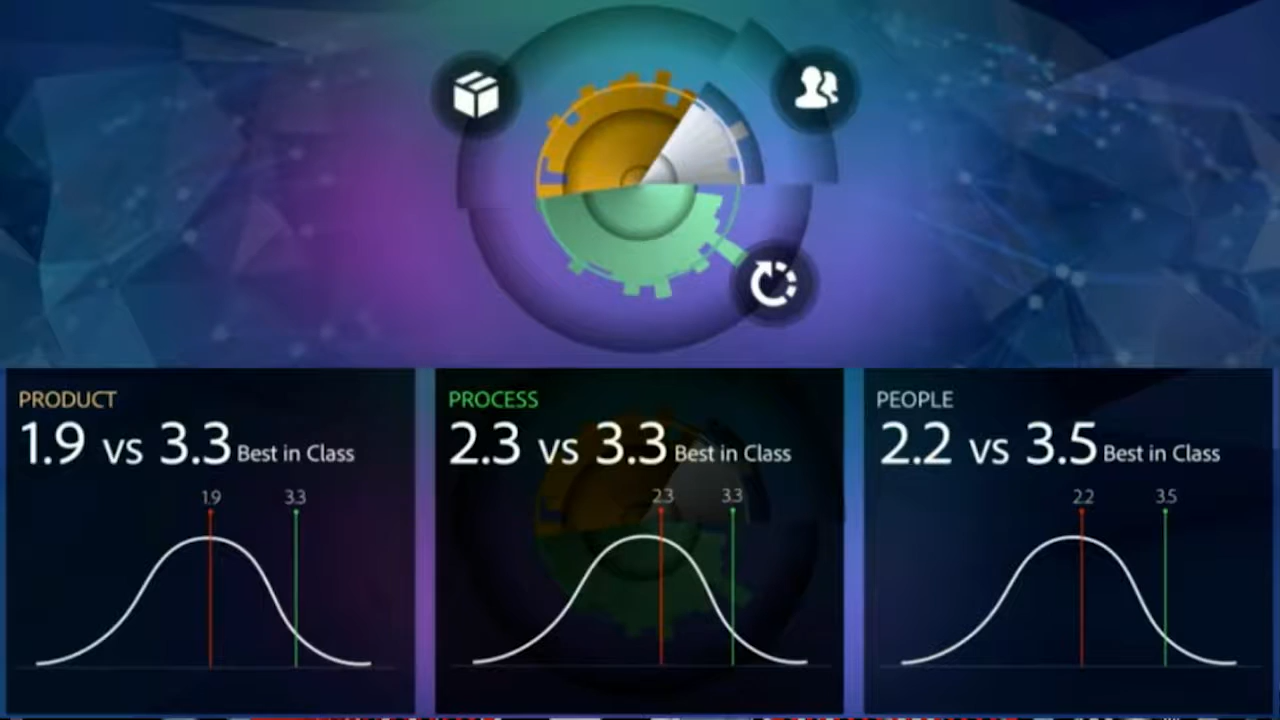 PRODUCT
1.9 vs 3.3 Best in Class
1.9
3.3
PROCESS
2.3 vs 3.3 Best in Class
2.3
3.3
PEOPLE
2.2 vs 3.5 Best in Class
2.2
3.5